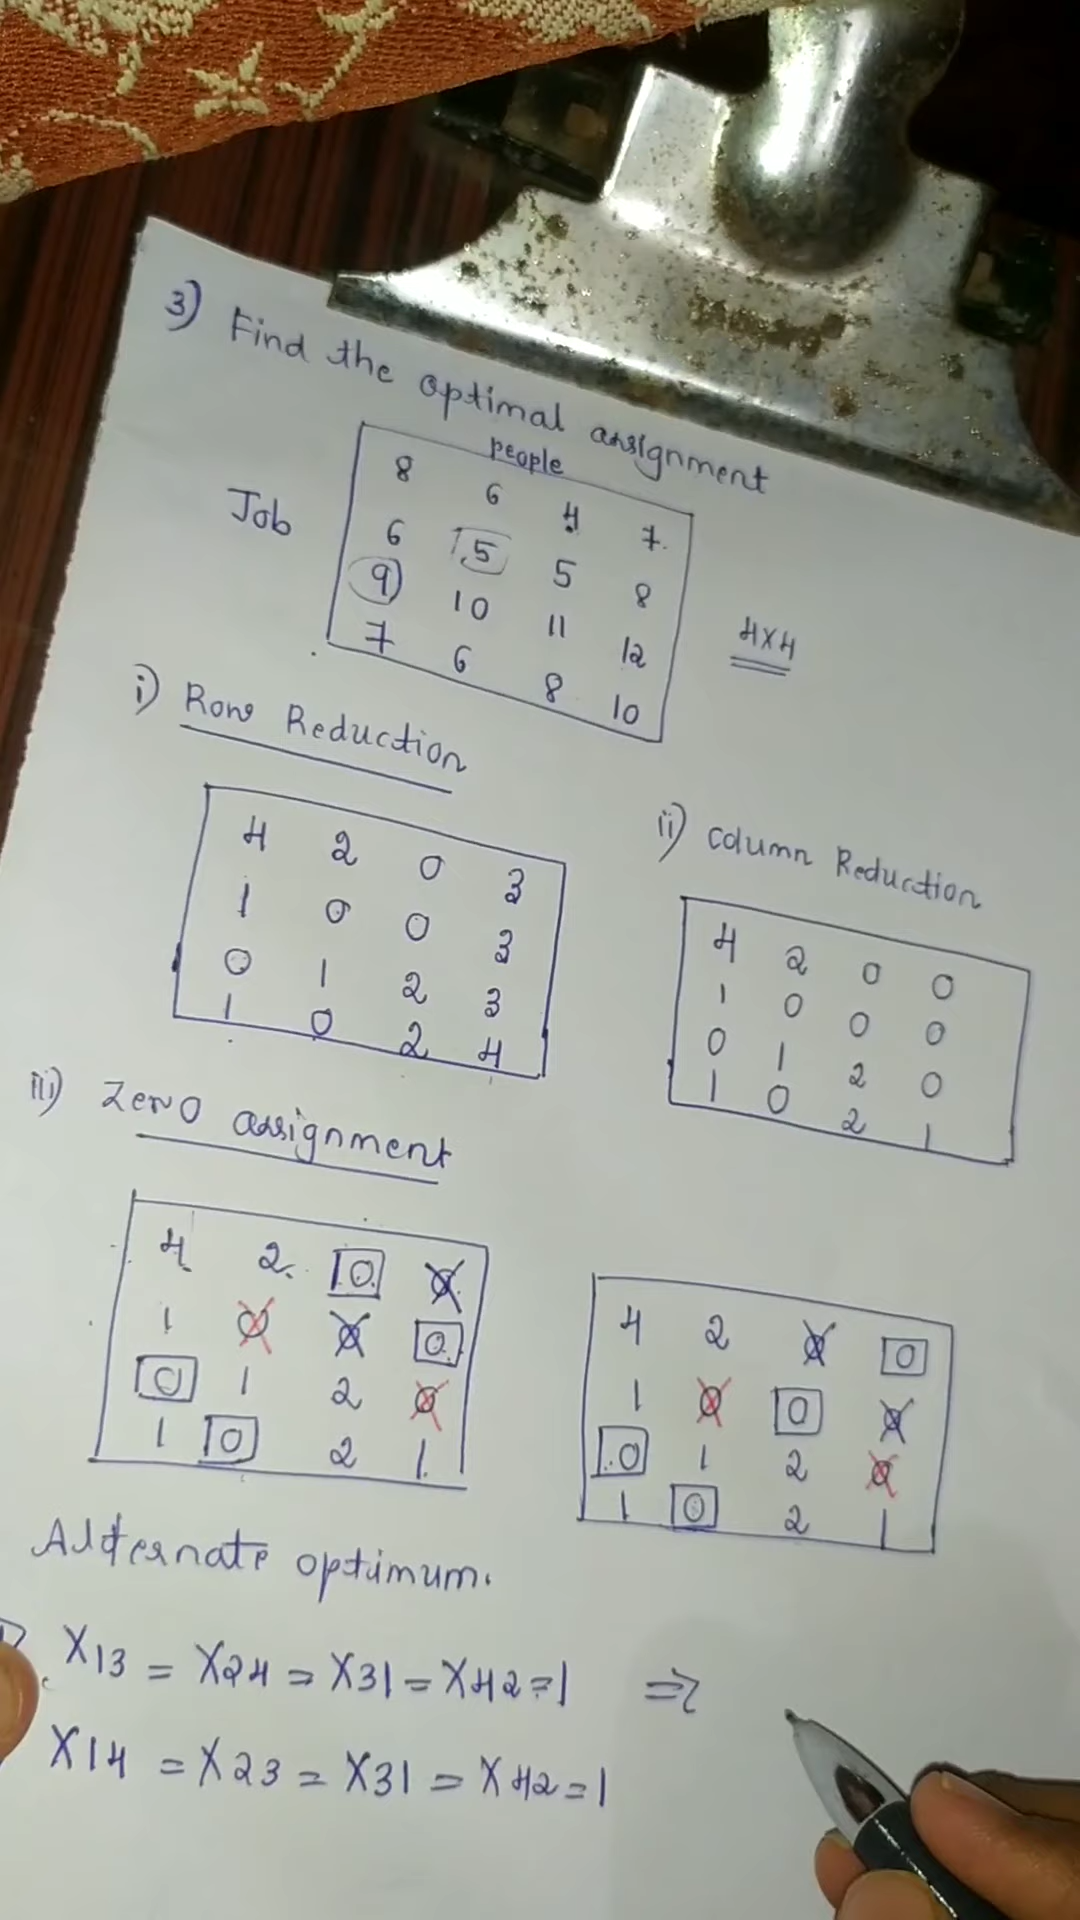 3) Find the optimal assignment
people
Job
8 6 4 7
6 5 5 8
9 10 11 12
7 6 8 10
4x4
i) Row Reduction
4 2 0 3
1 0 0 3
0 1 2 3
1 0 2 4
ii) Column Reduction
4 2 0 0
1 0 0 0
0 1 2 0
1 0 2 1
iii) Zero assignment
4 2 0 0
1 0 0 0
0 1 2 0
1 0 2 1
4 2 0 0
1 0 0 0
0 1 2 0
1 0 2 1
Alternate optimum.
X13 = X24 = X31 = X42 = 1 ⇒
X14 = X23 = X31 = X42 = 1